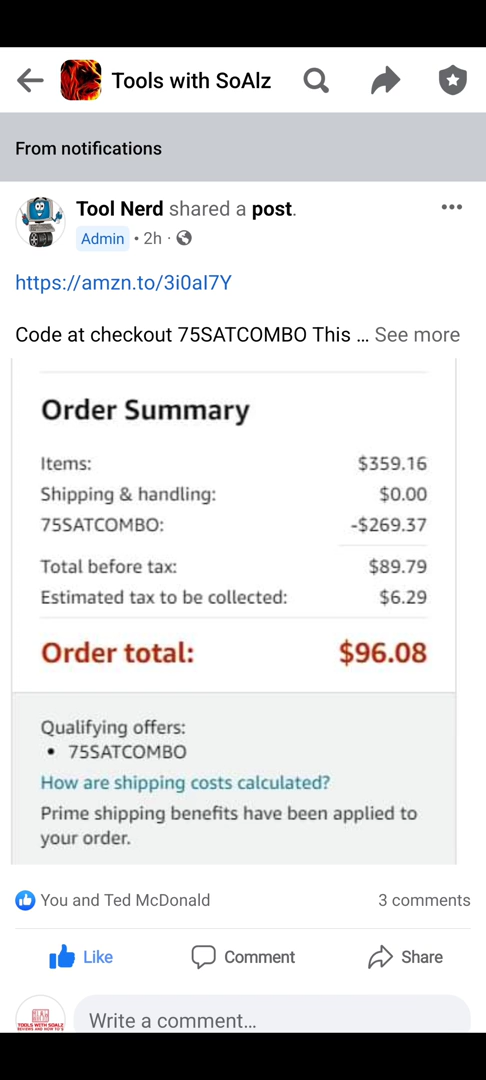 Tools with SoAlz
From notifications
Tool Nerd shared a post.
Admin • 2h ·
https://amzn.to/3i0aI7Y
Code at checkout 75SATCOMBO This ... See more
Order Summary
Items: $359.16
Shipping & handling: $0.00
75SATCOMBO: -$269.37
Total before tax: $89.79
Estimated tax to be collected: $6.29
Order total: $96.08
Qualifying offers:
• 75SATCOMBO
How are shipping costs calculated?
Prime shipping benefits have been applied to
your order.
You and Ted McDonald 3 comments
Like Comment Share
TOOLS WITH SOALZ
Write a comment...